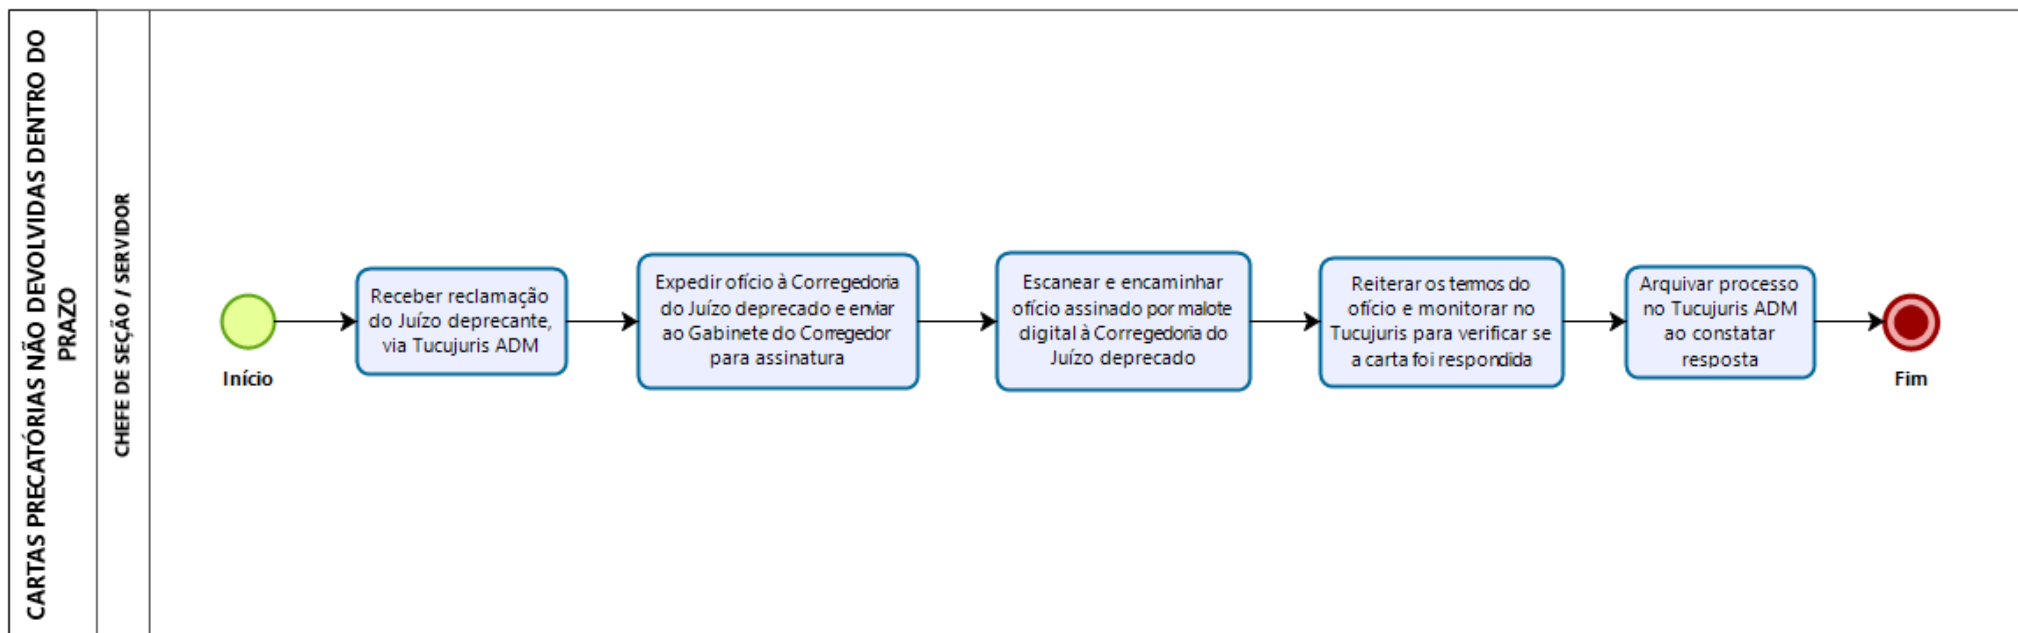 CARTAS PRECATÓRIAS NÃO DEVOLVIDAS DENTRO DO
PRAZO
CHEFE DE SEÇÃO / SERVIDOR
Início
Receber reclamação
do Juízo deprecante,
via Tucujuris ADM
Expedir ofício à Corregedoria
do Juízo deprecado e enviar
ao Gabinete do Corregedor
para assinatura
Escanear e encaminhar
ofício assinado por malote
digital à Corregedoria do
Juízo deprecado
Reiterar os termos do
ofício e monitorar no
Tucujuris para verificar se
a carta foi respondida
Arquivar processo
no Tucujuris ADM
ao constatar
resposta
Fim